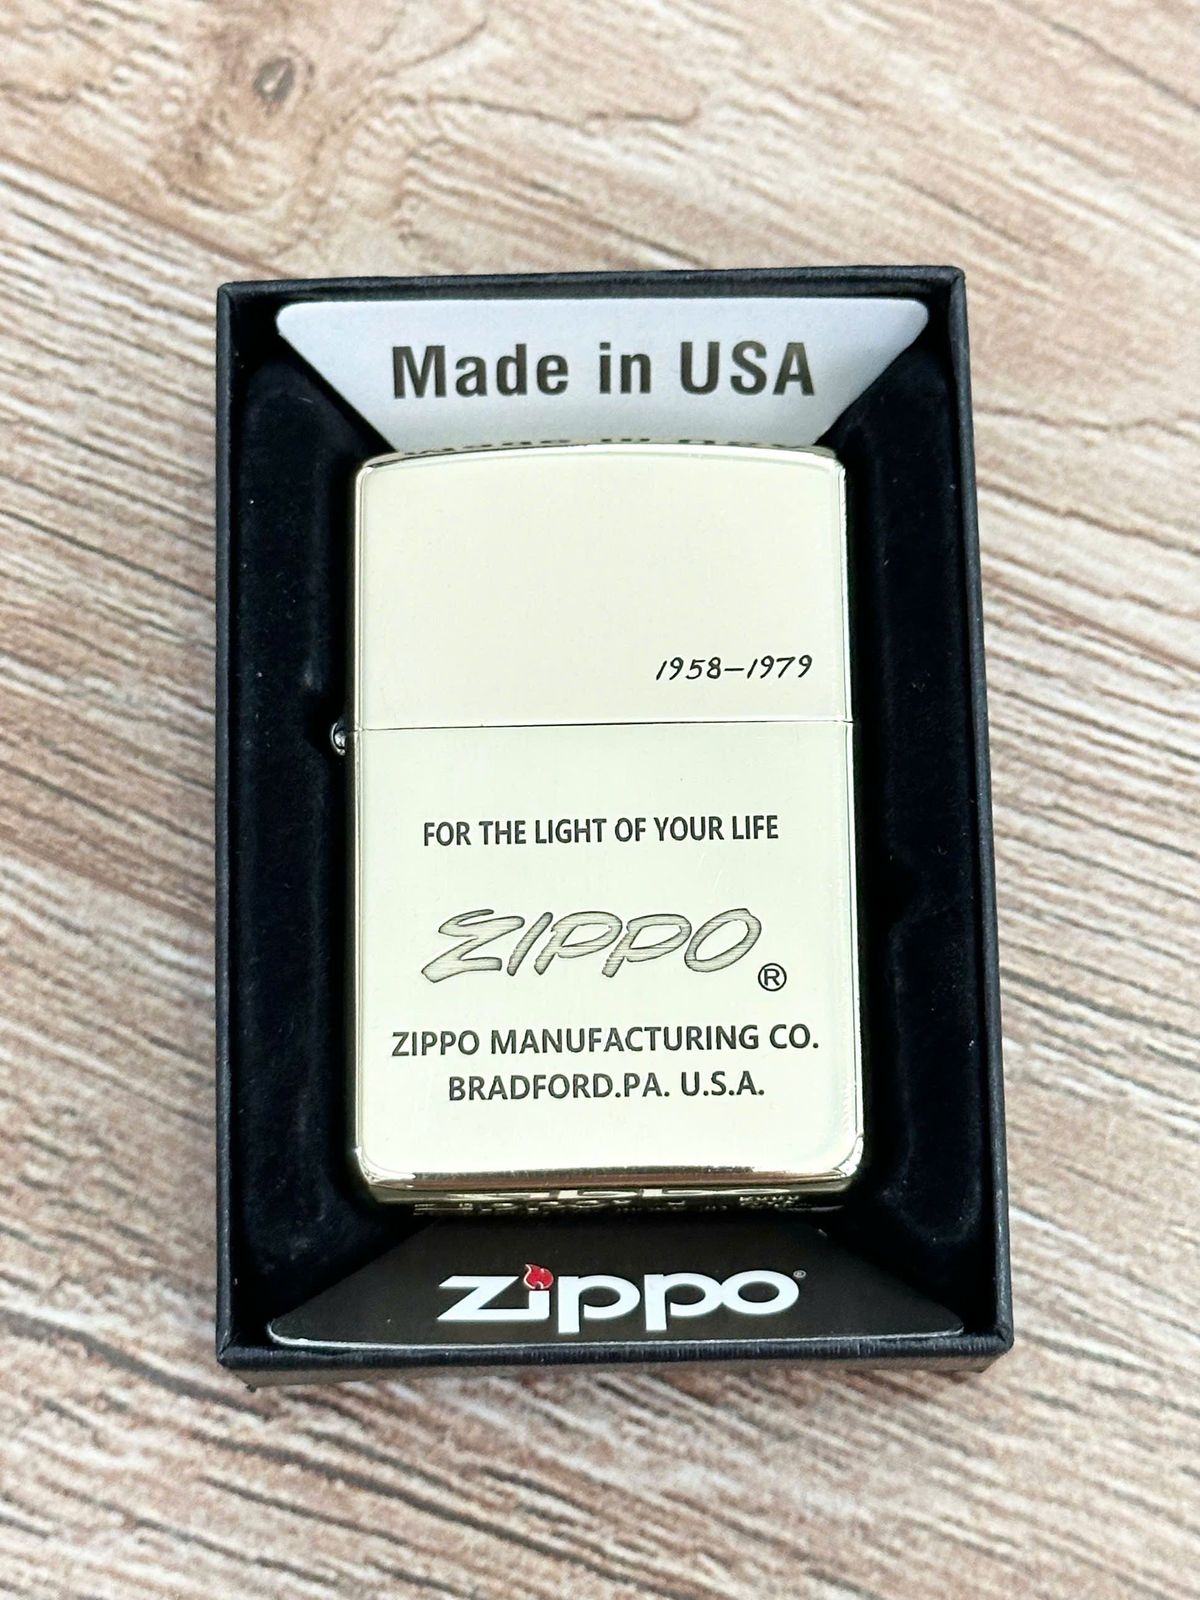 Made in USA
1958-1979
FOR THE LIGHT OF YOUR LIFE
ZIPPO ®
ZIPPO MANUFACTURING CO.
BRADFORD.PA. U.S.A.
zippo